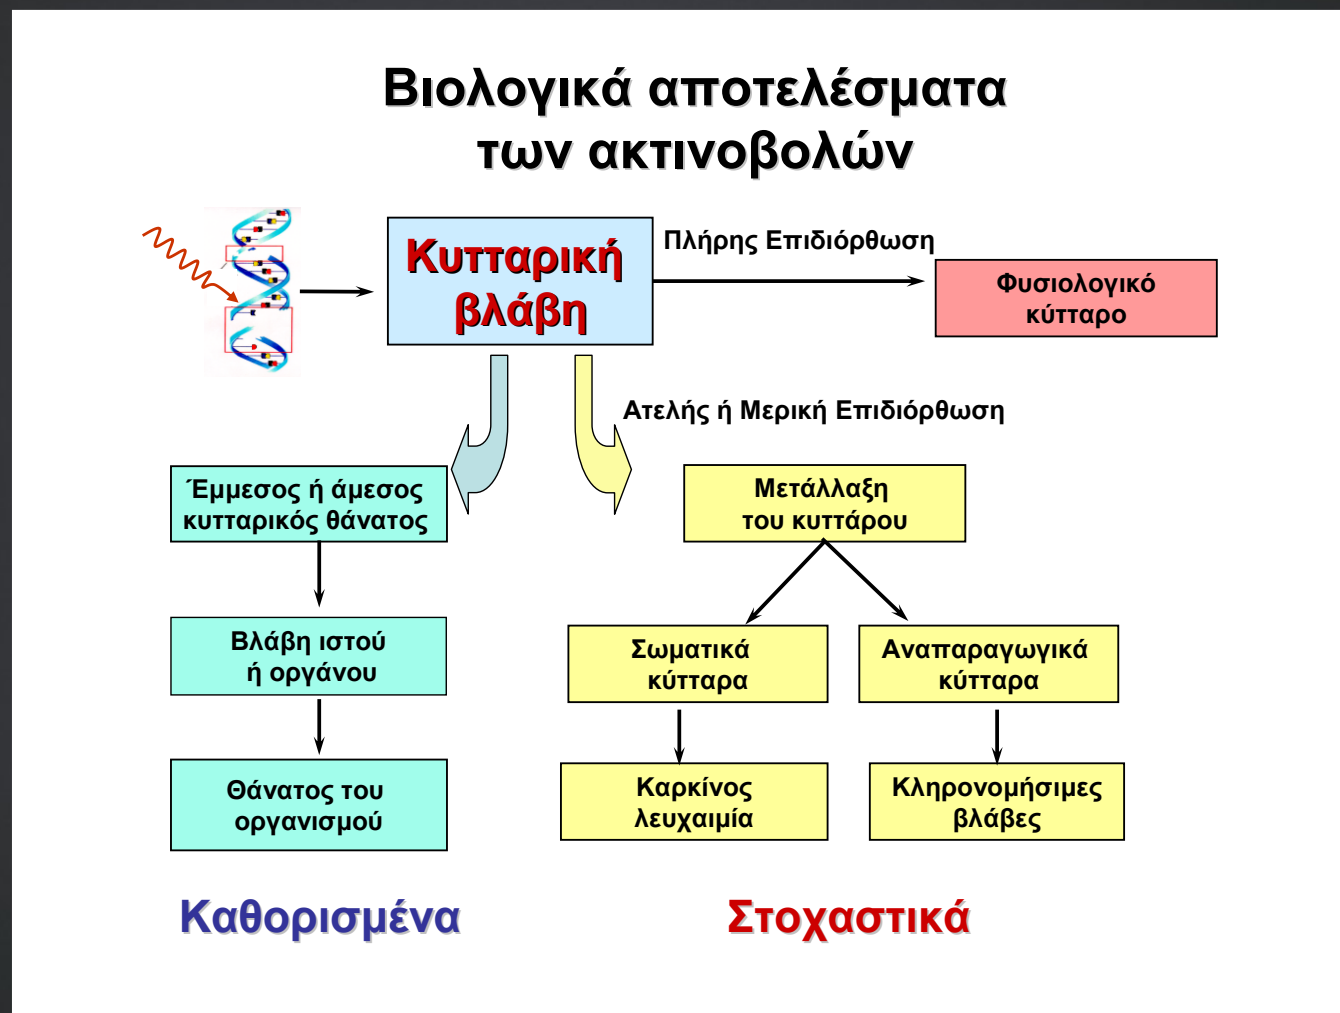 Βιολογικά αποτελέσματα
των ακτινοβολών
Κυτταρική
βλάβη
Πλήρης Επιδιόρθωση
Φυσιολογικό
κύτταρο
Ατελής ή Μερική Επιδιόρθωση
Έμμεσος ή άμεσος
κυτταρικός θάνατος
Μετάλλαξη
του κυττάρου
Βλάβη ιστού
ή οργάνου
Σωματικά
κύτταρα
Αναπαραγωγικά
κύτταρα
Θάνατος του
οργανισμού
Καρκίνος
λευχαιμία
Κληρονομήσιμες
βλάβες
Καθορισμένα
Στοχαστικά